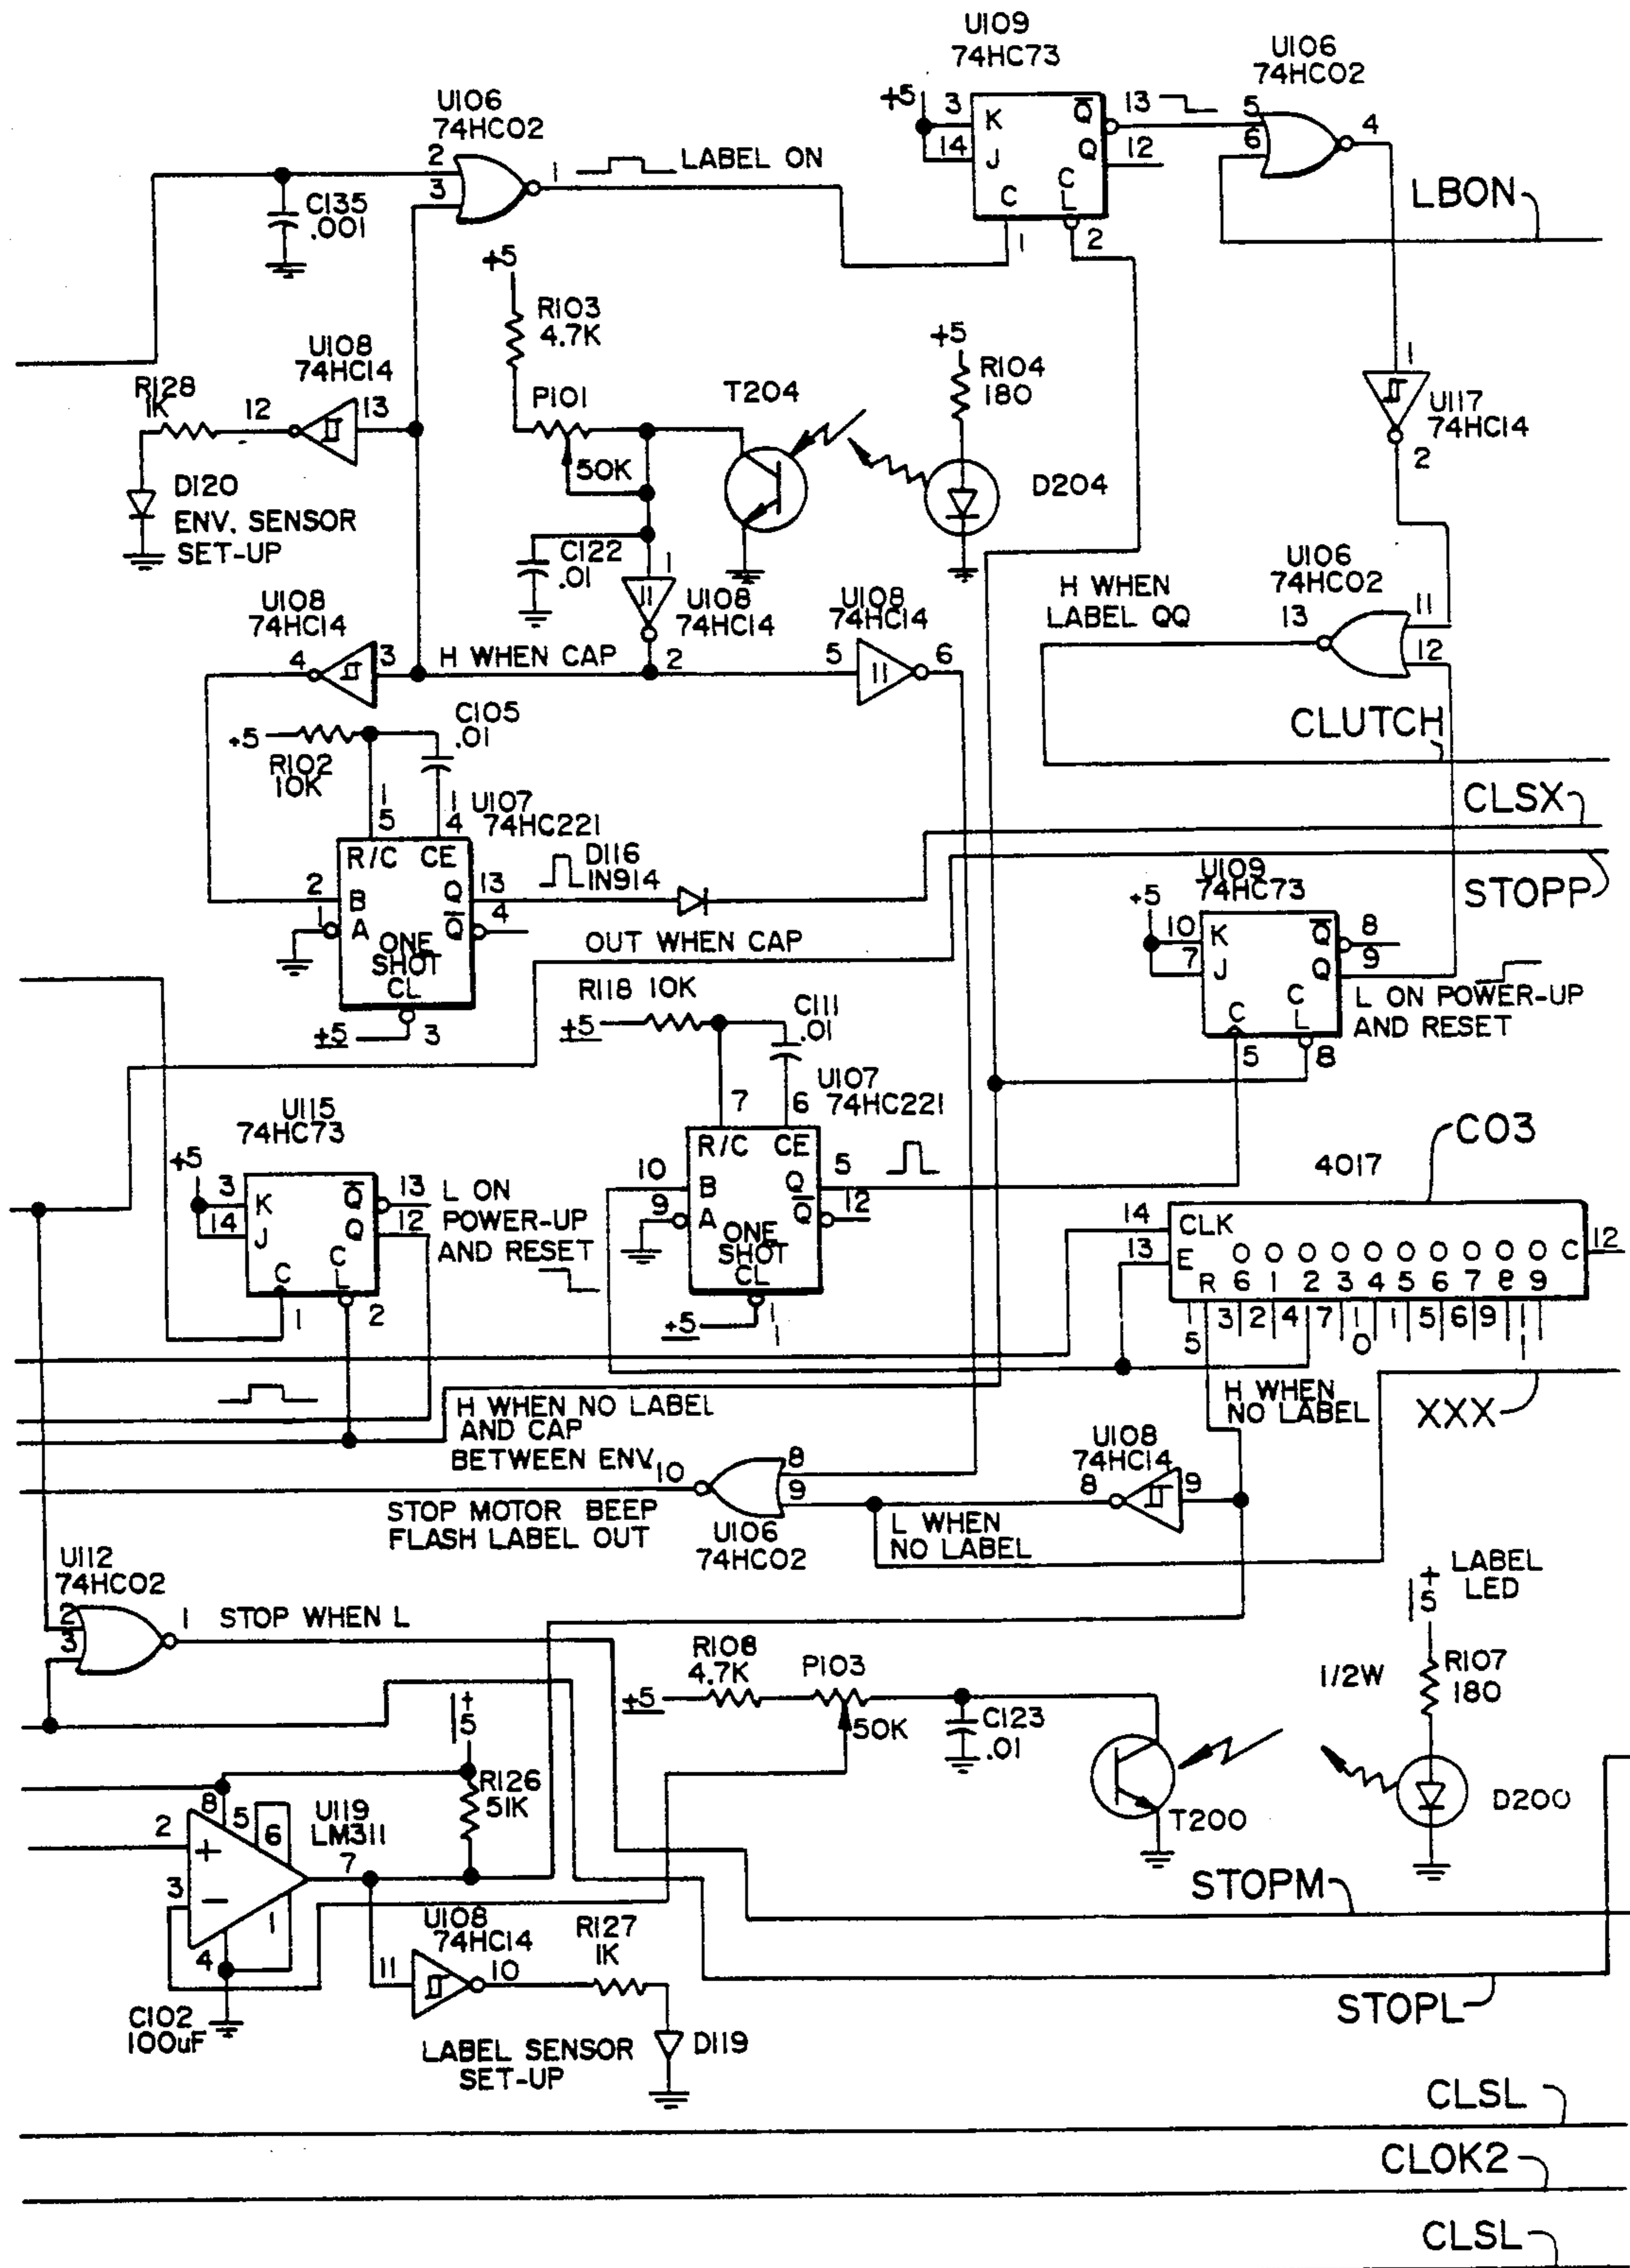 U109
74HC73
U106
74HC02
U106
74HC02
+5
3
K
Q
13
5
4
14
J
Q
12
6
C
CL
1
2
2
3
1
LABEL ON
LBON
C135
.001
+5
R103
4.7K
U108
74HC14
R128
1K
12
13
P101
50K
T204
+5
R104
180
D204
1
U117
74HC14
2
D120
ENV. SENSOR
SET-UP
C122
.01
1
U108
74HC14
U108
74HC14
U108
74HC14
H WHEN
LABEL QQ
U106
74HC02
13
11
12
4
3
H WHEN CAP
2
5
6
CLUTCH
+5
R102
10K
C105
.01
CLSX
15
14
U107
74HC221
R/C CE
2
B
Q
13
D116
IN914
1
A
Q
4
ONE
SHOT
CL
+5
3
STOPP
OUT WHEN CAP
U109
74HC73
+5
10
K
Q
8
7
J
Q
9
C
CL
5
8
L ON POWER-UP
AND RESET
R118 10K
+5
C111
.01
7
6
U107
74HC221
R/C CE
10
B
Q
5
9
A
Q
12
ONE
SHOT
CL
+5
11
U115
74HC73
+5
3
K
Q
13
14
J
Q
12
C
CL
1
2
L ON
POWER-UP
AND RESET
CO3
4017
14
CLK
13
E
O O O O O O O O O O C
12
R 6 1 2 3 4 5 6 7 8 9
15 3 2 4 7 10 1 5 6 9 11
H WHEN
NO LABEL
XXX
H WHEN NO LABEL
AND CAP
BETWEEN ENV.
10
8
9
U108
74HC14
8
9
STOP MOTOR BEEP
FLASH LABEL OUT
U106
74HC02
L WHEN
NO LABEL
U112
74HC02
2
3
1
STOP WHEN L
+5
LABEL
LED
R108
4.7K
P103
+5
50K
C123
.01
1/2W
R107
180
T200
D200
+5
R126
51K
U119
LM311
2
+
8
5
6
7
3
−
1
4
C102
100uF
U108
74HC14
11
10
R127
1K
D119
LABEL SENSOR
SET-UP
STOPM
STOPL
CLSL
CLOK2
CLSL